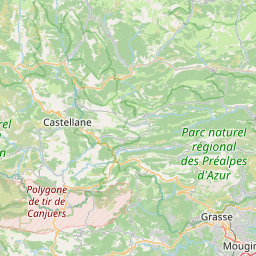 Castellane
Parc naturel
régional
des Préalpes
d'Azur
Polygone
de tir de
Canjuers
Grasse